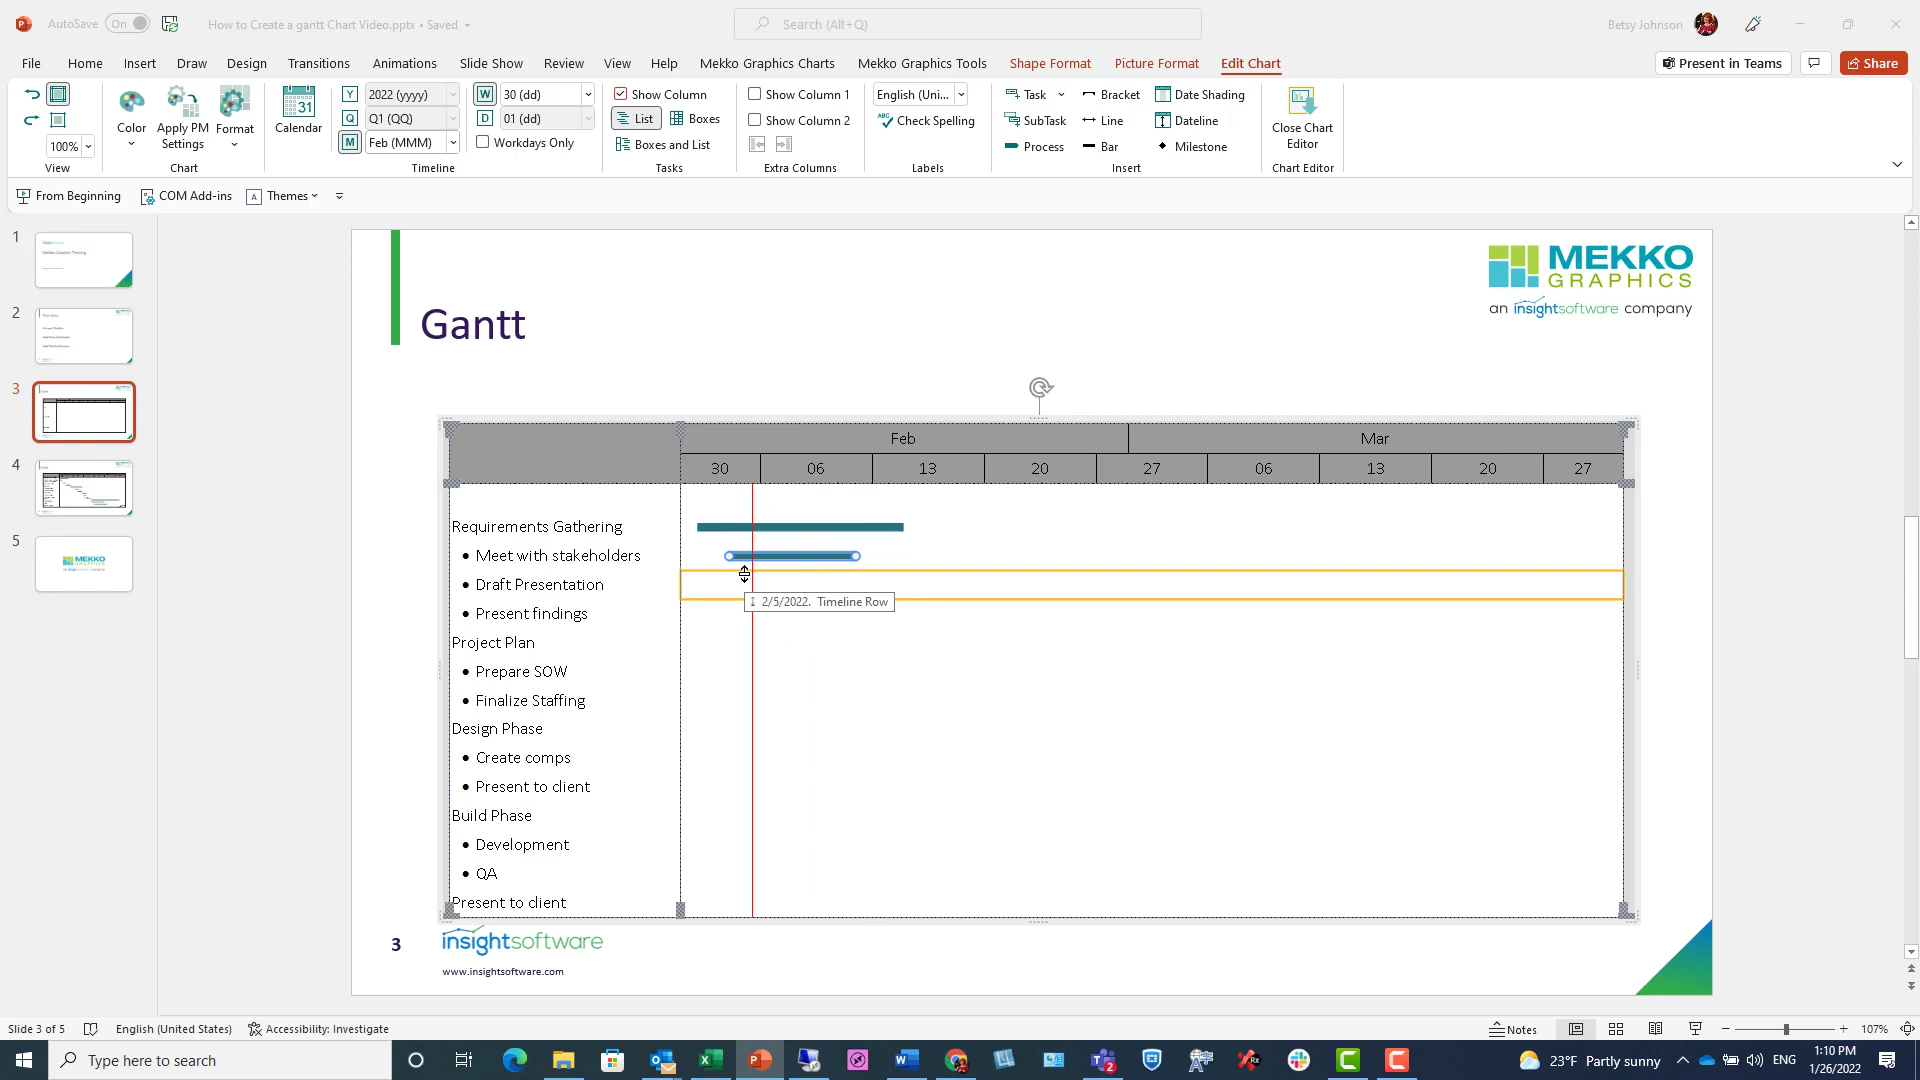 AutoSave On How to Create a gantt Chart Video.pptx • Saved Search (Alt+Q) Betsy Johnson
File Home Insert Draw Design Transitions Animations Slide Show Review View Help Mekko Graphics Charts Mekko Graphics Tools Shape Format Picture Format Edit Chart Present in Teams Share
Y 2022 (yyyy) W 30 (dd) Show Column Show Column 1 English (Uni... Task Bracket Date Shading
Color Apply PM Settings Format 31 Calendar
Q Q1 (QQ) D 01 (dd) List Boxes Show Column 2 Check Spelling SubTask Line Dateline Close Chart Editor
100% M Feb (MMM) Workdays Only Boxes and List Process Bar Milestone
View Chart Timeline Tasks Extra Columns Labels Insert Chart Editor
From Beginning COM Add-ins A Themes
1
2
3
4
5
MEKKO
GRAPHICS
an insightsoftware company
Gantt
Feb Mar
30 06 13 20 27 06 13 20 27
Requirements Gathering
• Meet with stakeholders
• Draft Presentation
2/5/2022. Timeline Row
• Present findings
Project Plan
• Prepare SOW
• Finalize Staffing
Design Phase
• Create comps
• Present to client
Build Phase
• Development
• QA
Present to client
3 insightsoftware
www.insightsoftware.com
Slide 3 of 5 English (United States) Accessibility: Investigate Notes 107%
Type here to search 23°F Partly sunny ENG 1:10 PM
1/26/2022